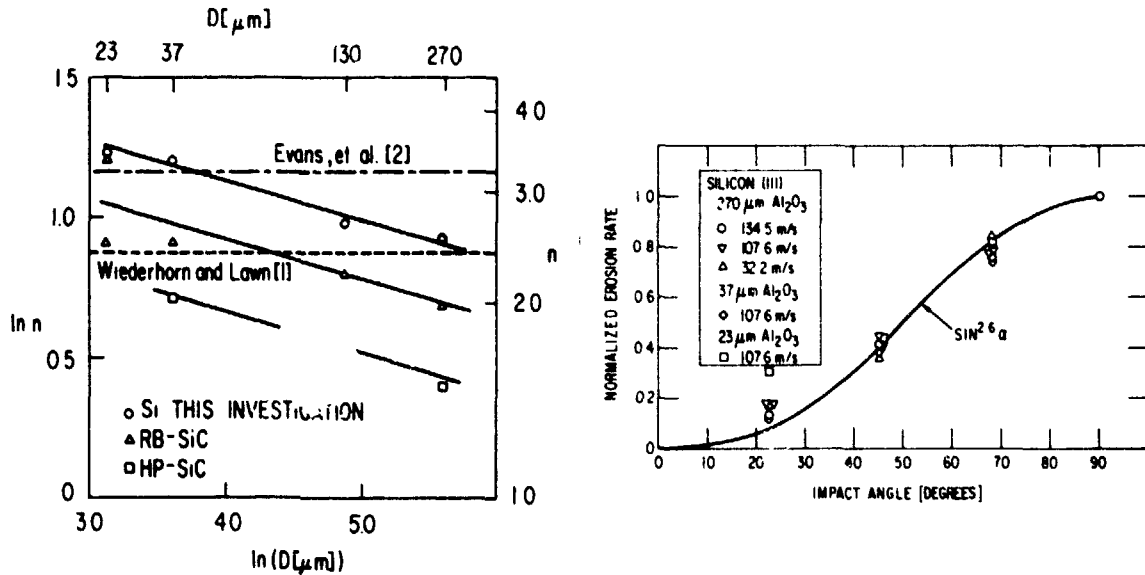 D[μm]
23 37 130 270
1 5
4.0
Evans, et al. [2]
3.0
1.0
n
Wiederhorn and Lawn [1]
ln n
2.0
0 5
○ Si THIS INVESTIGATION
△ RB-SiC
□ HP-SiC
0
1 0
3.0 4.0 5.0
ln (D[μm])
SILICON (III)
270 μm Al₂O₃
○ 134.5 m/s
▽ 107.6 m/s
△ 32.2 m/s
37 μm Al₂O₃
◇ 107.6 m/s
23 μm Al₂O₃
□ 107.6 m/s
NORMALIZED EROSION RATE
1.0
0.8
0.6
0.4
0.2
0
SIN²·⁶ α
0 10 20 30 40 50 60 70 80 90
IMPACT ANGLE [DEGREES]